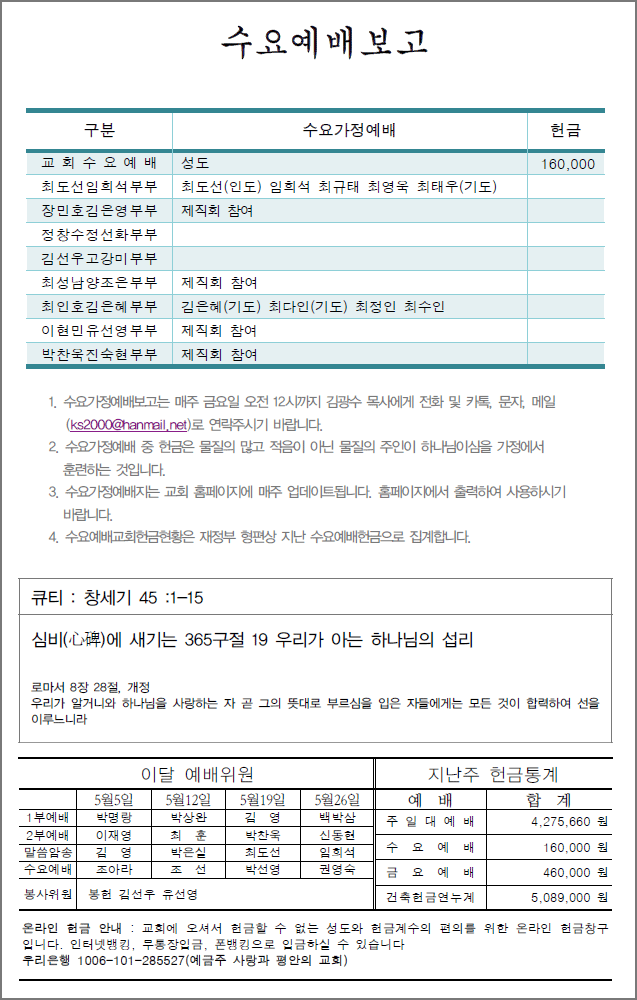 수요예배보고
구분 수요가정예배 헌금
교 회 수 요 예 배 성도 160,000
최도선임희석부부 최도선(인도) 임희석 최규태 최영욱 최태우(기도)
장민호김은영부부 제직회 참여
정창수정선화부부
김선우고강미부부
최성남양조은부부 제직회 참여
최인호김은혜부부 김은혜(기도) 최다인(기도) 최정인 최수인
이현민유선영부부 제직회 참여
박찬욱진숙현부부 제직회 참여
1. 수요가정예배보고는 매주 금요일 오전 12시까지 김광수 목사에게 전화 및 카톡, 문자, 메일
(ks2000@hanmail.net)로 연락주시기 바랍니다.
2. 수요가정예배 중 헌금은 물질의 많고 적음이 아닌 물질의 주인이 하나님이심을 가정에서
훈련하는 것입니다.
3. 수요가정예배지는 교회 홈페이지에 매주 업데이트됩니다. 홈페이지에서 출력하여 사용하시기
바랍니다.
4. 수요예배교회헌금현황은 재정부 형편상 지난 수요예배헌금으로 집계합니다.
큐티 : 창세기 45 :1-15
심비(心碑)에 새기는 365구절 19 우리가 아는 하나님의 섭리
로마서 8장 28절, 개정
우리가 알거니와 하나님을 사랑하는 자 곧 그의 뜻대로 부르심을 입은 자들에게는 모든 것이 합력하여 선을
이루느니라
이달 예배위원
5월5일 5월12일 5월19일 5월26일
1부예배 박명랑 박상완 김 영 백박삼
2부예배 이재영 최 훈 박찬욱 신동현
말씀암송 김 영 박은실 최도선 임희석
수요예배 조아라 조 선 박선영 권영숙
봉사위원 봉헌 김선우 유선영
지난주 헌금통계
예 배 합 계
주 일 대 예 배 4,275,660 원
수 요 예 배 160,000 원
금 요 예 배 460,000 원
건축헌금연누계 5,089,000 원
온라인 헌금 안내 : 교회에 오셔서 헌금할 수 없는 성도와 헌금계수의 편의를 위한 온라인 헌금창구
입니다. 인터넷뱅킹, 무통장입금, 폰뱅킹으로 입금하실 수 있습니다
우리은행 1006-101-285527(예금주 사랑과 평안의 교회)